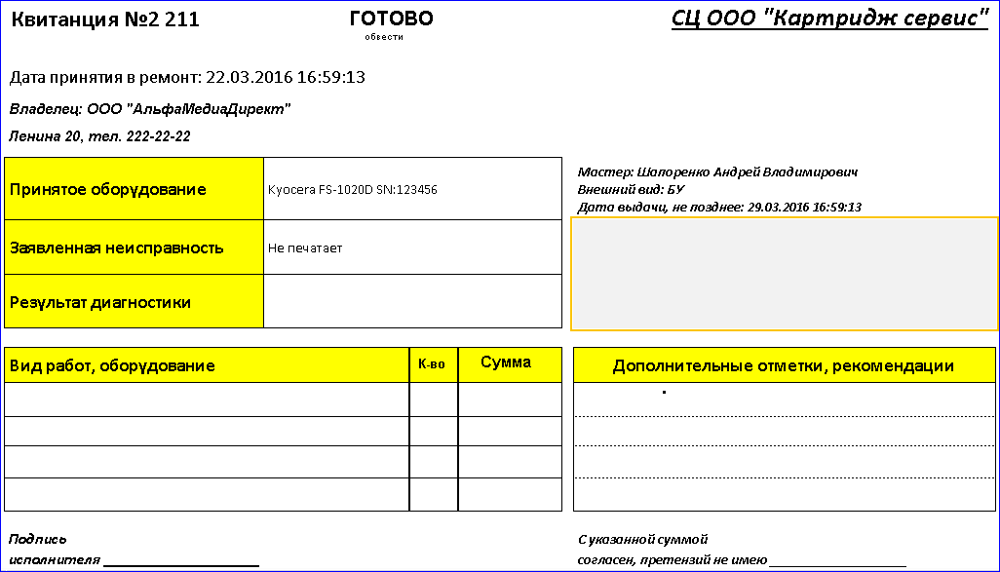 Квитанция №2 211
ГОТОВО
обвести
СЦ ООО "Картридж сервис"
Дата принятия в ремонт: 22.03.2016 16:59:13
Владелец: ООО "АльфаМедиаДирект"
Ленина 20, тел. 222-22-22
Принятое оборудование
Kyocera FS-1020D SN:123456
Заявленная неисправность
Не печатает
Результат диагностики
Мастер: Шапоренко Андрей Владимирович
Внешний вид: БУ
Дата выдачи, не позднее: 29.03.2016 16:59:13
Вид работ, оборудование
К-во
Сумма
Дополнительные отметки, рекомендации
.
Подпись
исполнителя ____________________
С указанной суммой
согласен, претензий не имею ____________________